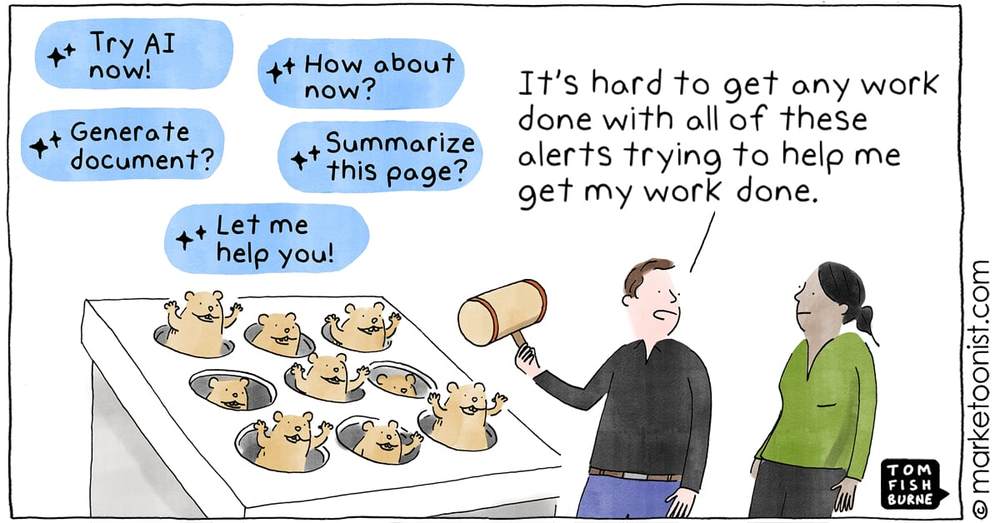 Try AI
now!
How about
now?
Generate
document?
Summarize
this page?
Let me
help you!
It's hard to get any work
done with all of these
alerts trying to help me
get my work done.
TOM
FISH
BURNE
© marketoonist.com